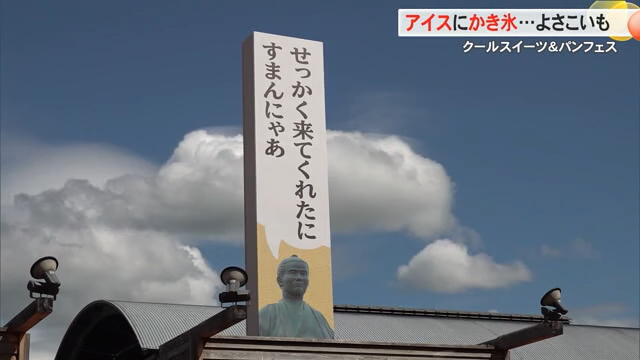 アイスにかき氷…よさこいも
クールスイーツ&パンフェス
せっかく来てくれたに
すまんにゃあ